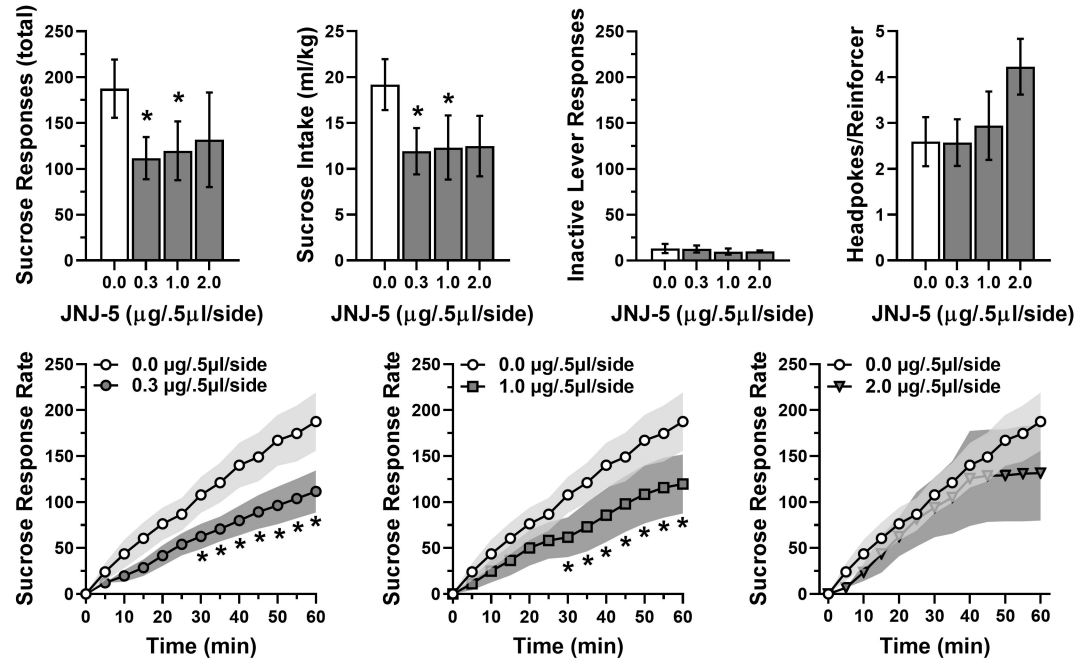 Sucrose Responses (total)
250
200
150
100
50
0
*
*
0.0 0.3 1.0 2.0
JNJ-5 (μg/.5μl/side)
Sucrose Intake (ml/kg)
25
20
15
10
5
0
*
*
0.0 0.3 1.0 2.0
JNJ-5 (μg/.5μl/side)
Inactive Lever Responses
250
200
150
100
50
0
0.0 0.3 1.0 2.0
JNJ-5 (μg/.5μl/side)
Headpokes/Reinforcer
5
4
3
2
1
0
0.0 0.3 1.0 2.0
JNJ-5 (μg/.5μl/side)
Sucrose Response Rate
250
200
150
100
50
0
0.0 μg/.5μl/side
0.3 μg/.5μl/side
* * * * * * *
0 10 20 30 40 50 60
Time (min)
Sucrose Response Rate
250
200
150
100
50
0
0.0 μg/.5μl/side
1.0 μg/.5μl/side
* * * * * * *
0 10 20 30 40 50 60
Time (min)
Sucrose Response Rate
250
200
150
100
50
0
0.0 μg/.5μl/side
2.0 μg/.5μl/side
0 10 20 30 40 50 60
Time (min)